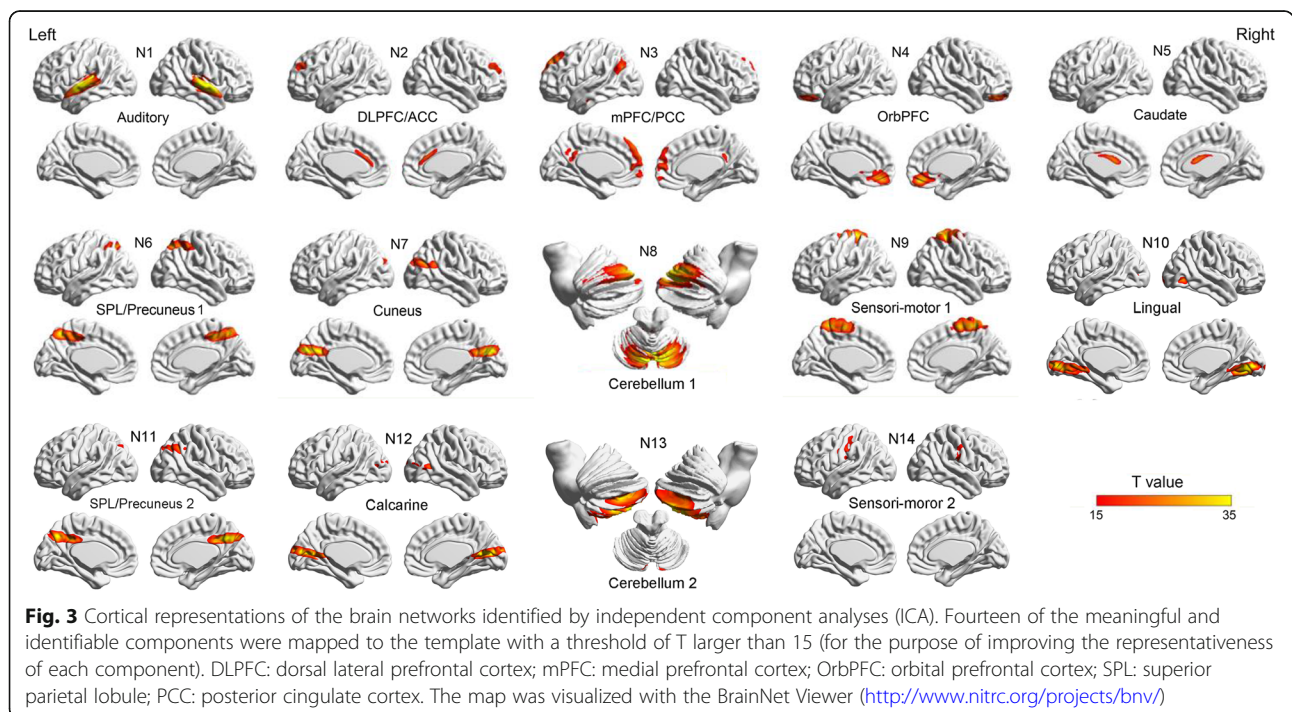 Left
Right
N1
N2
N3
N4
N5
Auditory
DLPFC/ACC
mPFC/PCC
OrbPFC
Caudate
N6
N7
N8
N9
N10
SPL/Precuneus 1
Cuneus
Cerebellum 1
Sensori-motor 1
Lingual
N11
N12
N13
N14
SPL/Precuneus 2
Calcarine
Cerebellum 2
Sensori-moror 2
T value
15
35
Fig. 3 Cortical representations of the brain networks identified by independent component analyses (ICA). Fourteen of the meaningful and
identifiable components were mapped to the template with a threshold of T larger than 15 (for the purpose of improving the representativeness
of each component). DLPFC: dorsal lateral prefrontal cortex; mPFC: medial prefrontal cortex; OrbPFC: orbital prefrontal cortex; SPL: superior
parietal lobule; PCC: posterior cingulate cortex. The map was visualized with the BrainNet Viewer (http://www.nitrc.org/projects/bnv/)